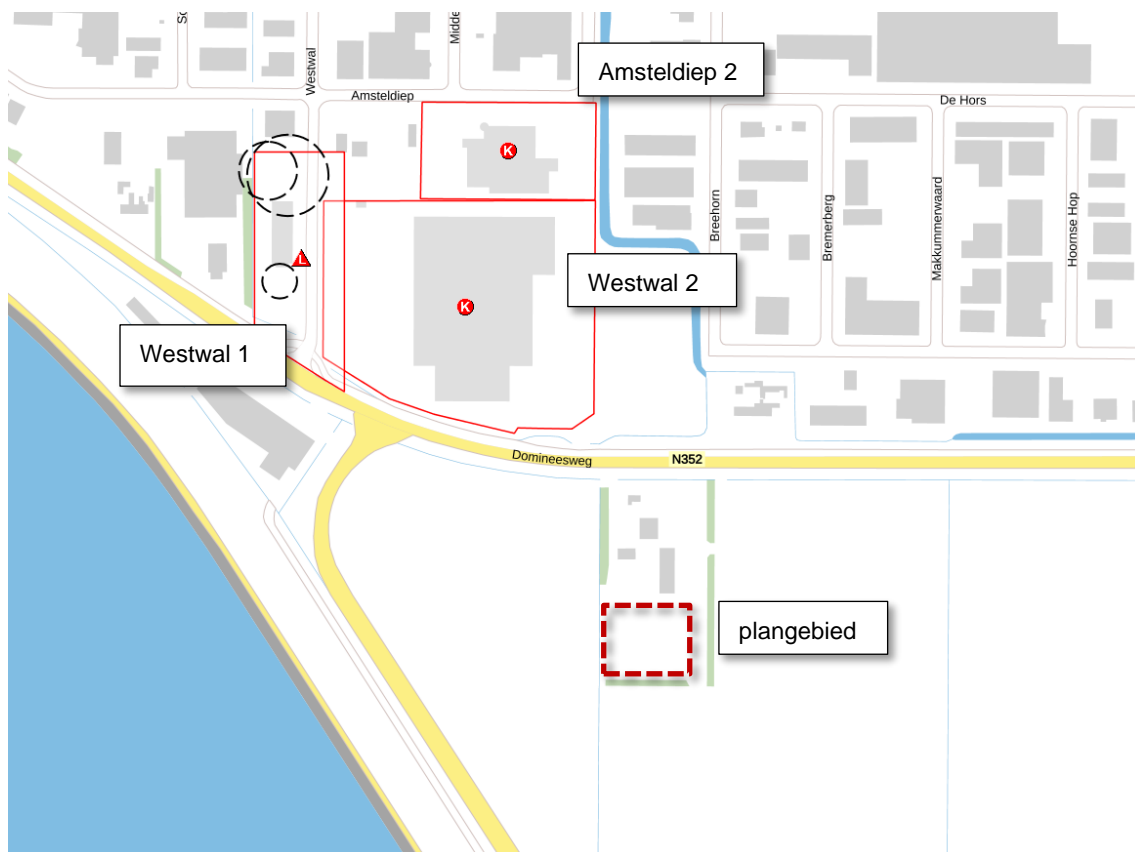 Westwal
Amsteldiep 2
Amsteldiep
De Hors
Breehorn
Bremerberg
Makkummerwaard
Hoornse Hop
K
L
Westwal 2
K
Westwal 1
Domineesweg
N352
plangebied